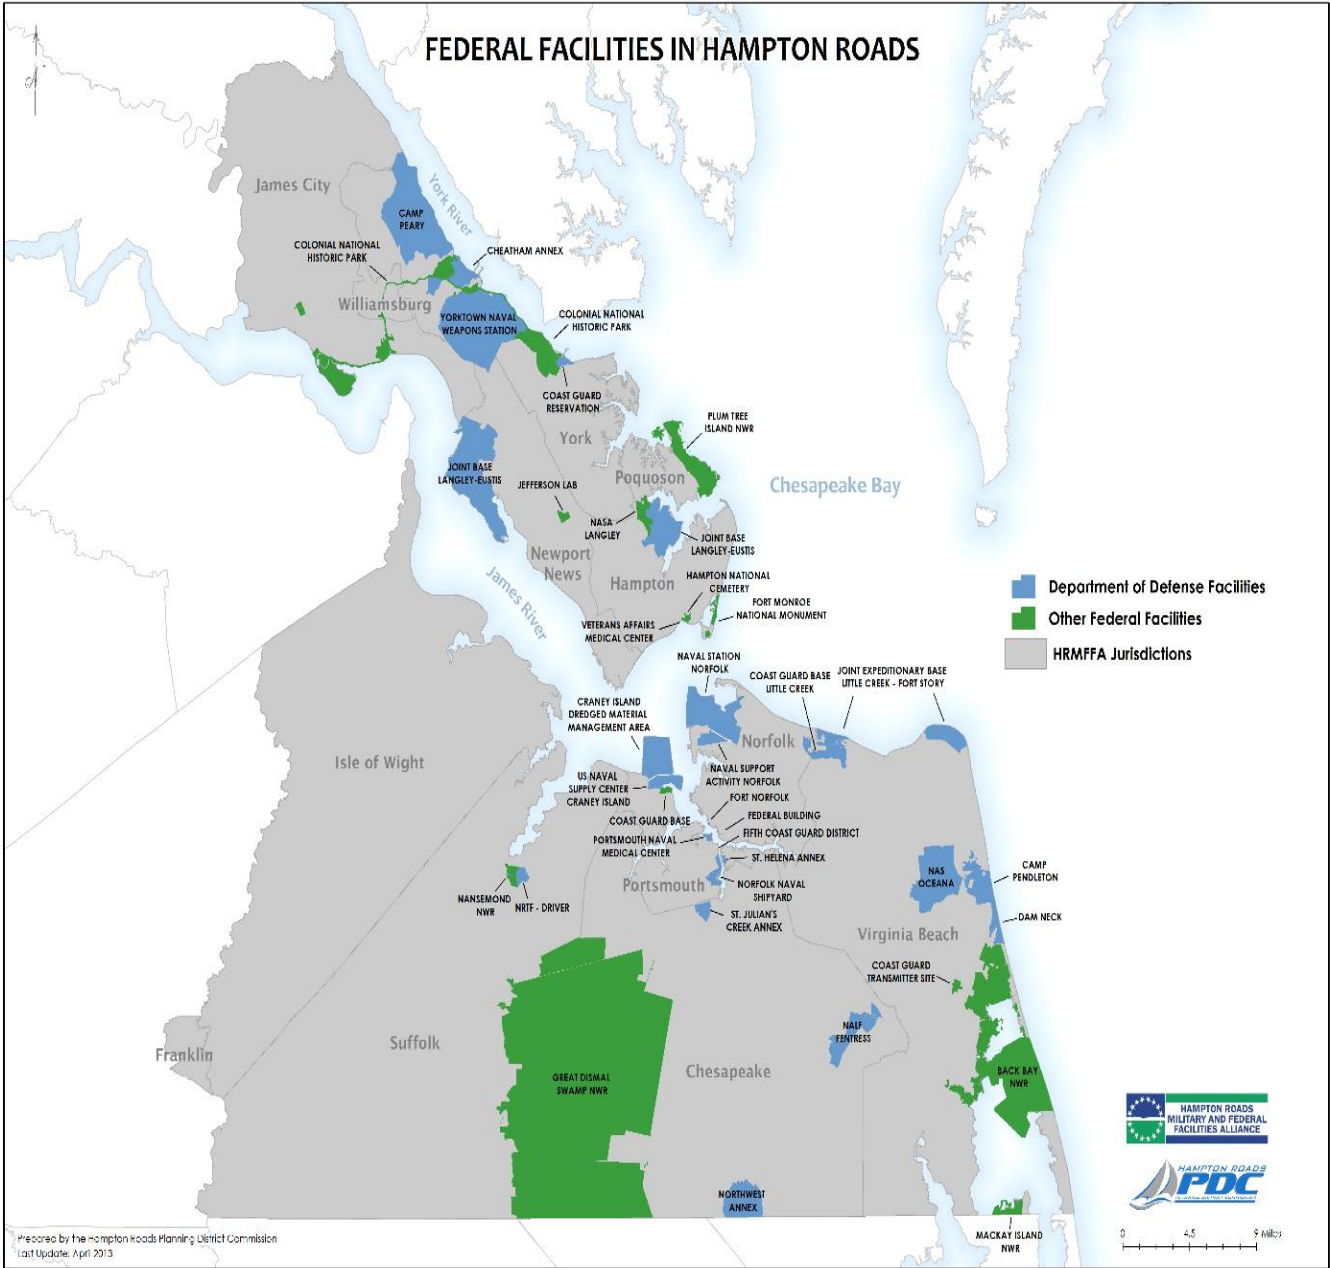 FEDERAL FACILITIES IN HAMPTON ROADS
James City
York River
CAMP
PEARY
COLONIAL NATIONAL
HISTORIC PARK
CHEATHAM ANNEX
Williamsburg
YORKTOWN NAVAL
WEAPONS STATION
COLONIAL NATIONAL
HISTORIC PARK
COAST GUARD
RESERVATION
York
PLUM TREE
ISLAND NWR
JOINT BASE
LANGLEY-EUSTIS
JEFFERSON LAB
Poquoson
Chesapeake Bay
NASA
LANGLEY
JOINT BASE
LANGLEY-EUSTIS
Newport
News
Hampton
James River
HAMPTON NATIONAL
CEMETERY
FORT MONROE
NATIONAL MONUMENT
VETERANS AFFAIRS
MEDICAL CENTER
Department of Defense Facilities
Other Federal Facilities
HRMFFA Jurisdictions
NAVAL STATION
NORFOLK
COAST GUARD BASE
LITTLE CREEK
JOINT EXPEDITIONARY BASE
LITTLE CREEK - FORT STORY
CRANEY ISLAND
DREDGED MATERIAL
MANAGEMENT AREA
Norfolk
Isle of Wight
US NAVAL
SUPPLY CENTER
CRANEY ISLAND
NAVAL SUPPORT
ACTIVITY NORFOLK
FORT NORFOLK
COAST GUARD BASE
FEDERAL BUILDING
FIFTH COAST GUARD DISTRICT
PORTSMOUTH NAVAL
MEDICAL CENTER
ST. HELENA ANNEX
Portsmouth
NORFOLK NAVAL
SHIPYARD
NAS
OCEANA
CAMP
PENDLETON
NANSEMOND
NWR
NRTF - DRIVER
ST. JULIAN'S
CREEK ANNEX
DAM NECK
Virginia Beach
COAST GUARD
TRANSMITTER SITE
NALF
FENTRESS
Franklin
Suffolk
GREAT DISMAL
SWAMP NWR
Chesapeake
BACK BAY
NWR
HAMPTON ROADS
MILITARY AND FEDERAL
FACILITIES ALLIANCE
HAMPTON ROADS
PDC
NORTHWEST
ANNEX
MACKAY ISLAND
NWR
0 4.5 9 Miles
Prepared by the Hampton Roads Planning District Commission
Last Update: April 2013